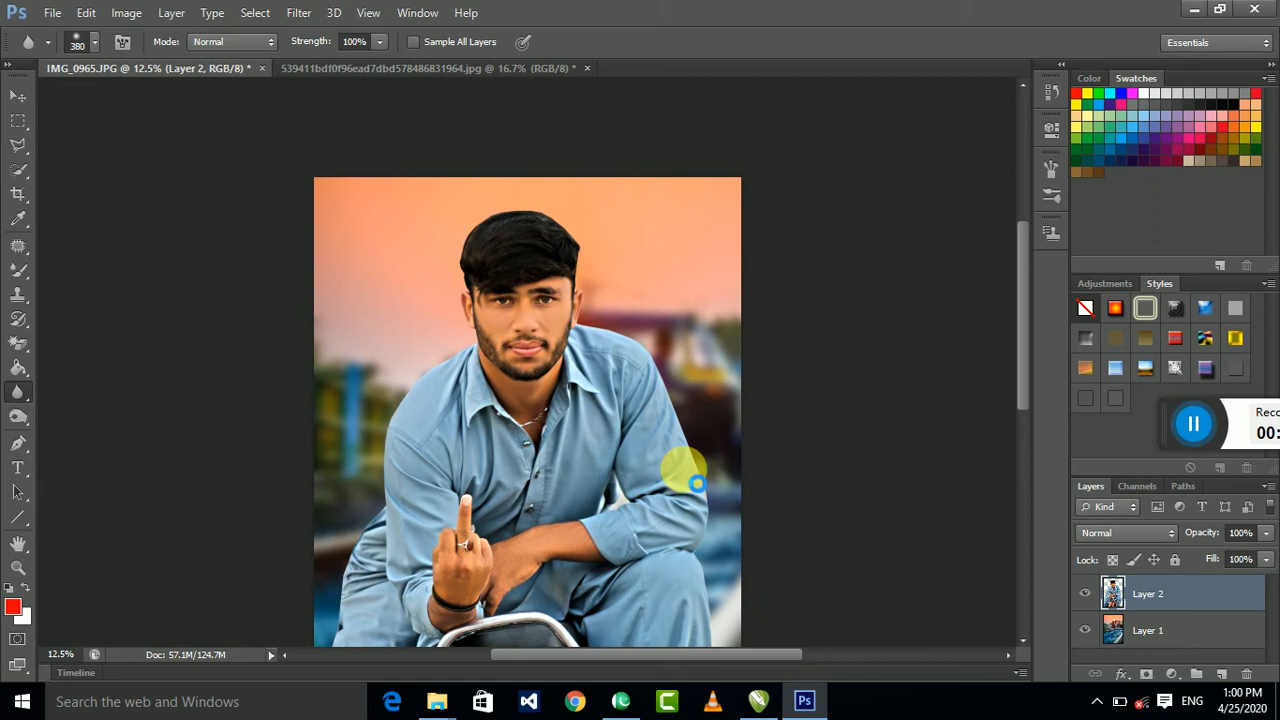 Ps File Edit Image Layer Type Select Filter 3D View Window Help
380 Mode: Normal Strength: 100% Sample All Layers Essentials
IMG_0965.JPG @ 12.5% (Layer 2, RGB/8) * × 539411bdf0f96ead7dbd578486831964.jpg @ 16.7% (RGB/8) * ×
Color Swatches
Adjustments Styles
Reco
00:
Layers Channels Paths
Kind
Normal Opacity: 100%
Lock: Fill: 100%
Layer 2
Layer 1
12.5% Doc: 57.1M/124.7M
Timeline
Search the web and Windows
Ps
ENG
1:00 PM
4/25/2020